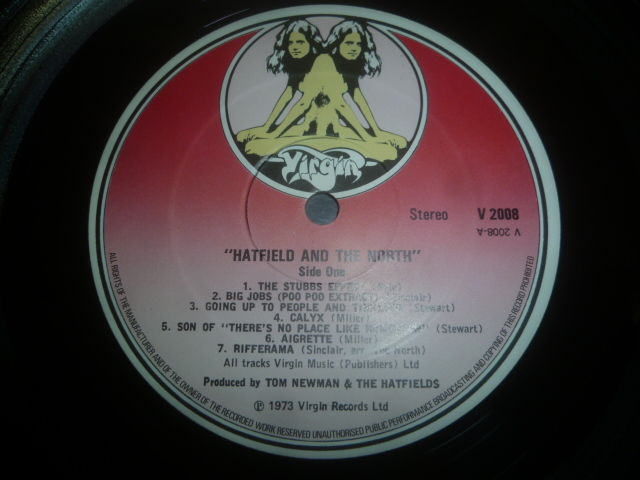 Virgin
Stereo V 2008
V 2008-A
"HATFIELD AND THE NORTH"
Side One
1. THE STUBBS
2. BIG JOBS (POO POO EXTRACT) (Sinclair)
3. GOING UP TO PEOPLE AND (Stewart)
4. CALYX (Miller)
5. SON OF "THERE'S NO PLACE LIKE (Stewart)
6. AIGRETTE (Miller)
7. RIFFERAMA (Sinclair, arr. The North)
All tracks Virgin Music (Publishers) Ltd
Produced by TOM NEWMAN & THE HATFIELDS
℗ 1973 Virgin Records Ltd
ALL RIGHTS OF THE MANUFACTURER AND OF THE OWNER OF THE RECORDED WORK RESERVED UNAUTHORISED PUBLIC PERFORMANCE BROADCASTING AND COPYING OF THIS RECORD PROHIBITED